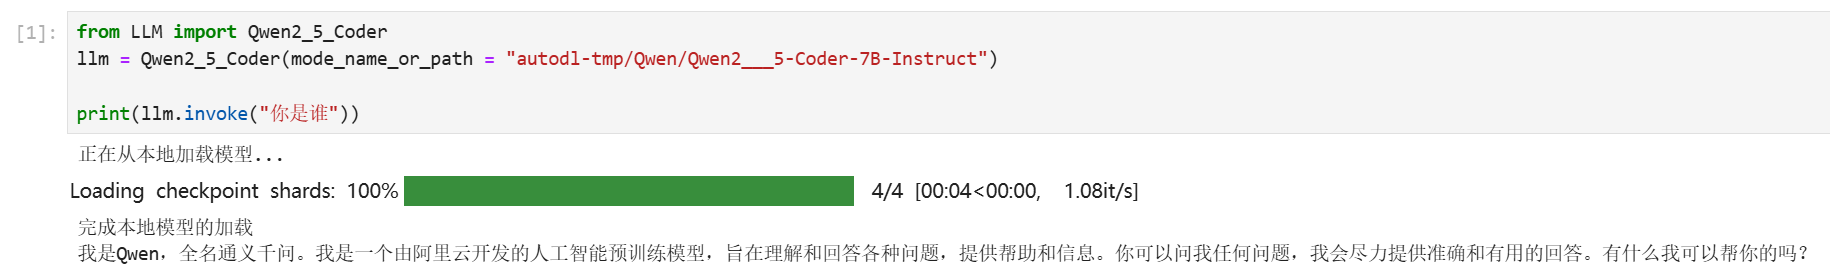 [1]: from LLM import Qwen2_5_Coder
llm = Qwen2_5_Coder(mode_name_or_path = "autodl-tmp/Qwen/Qwen2___5-Coder-7B-Instruct")
print(llm.invoke("你是谁"))
正在从本地加载模型...
Loading checkpoint shards: 100% 4/4 [00:04<00:00, 1.08it/s]
完成本地模型的加载
我是Qwen，全名通义千问。我是一个由阿里云开发的人工智能预训练模型，旨在理解和回答各种问题，提供帮助和信息。你可以问我任何问题，我会尽力提供准确和有用的回答。有什么我可以帮你的吗？